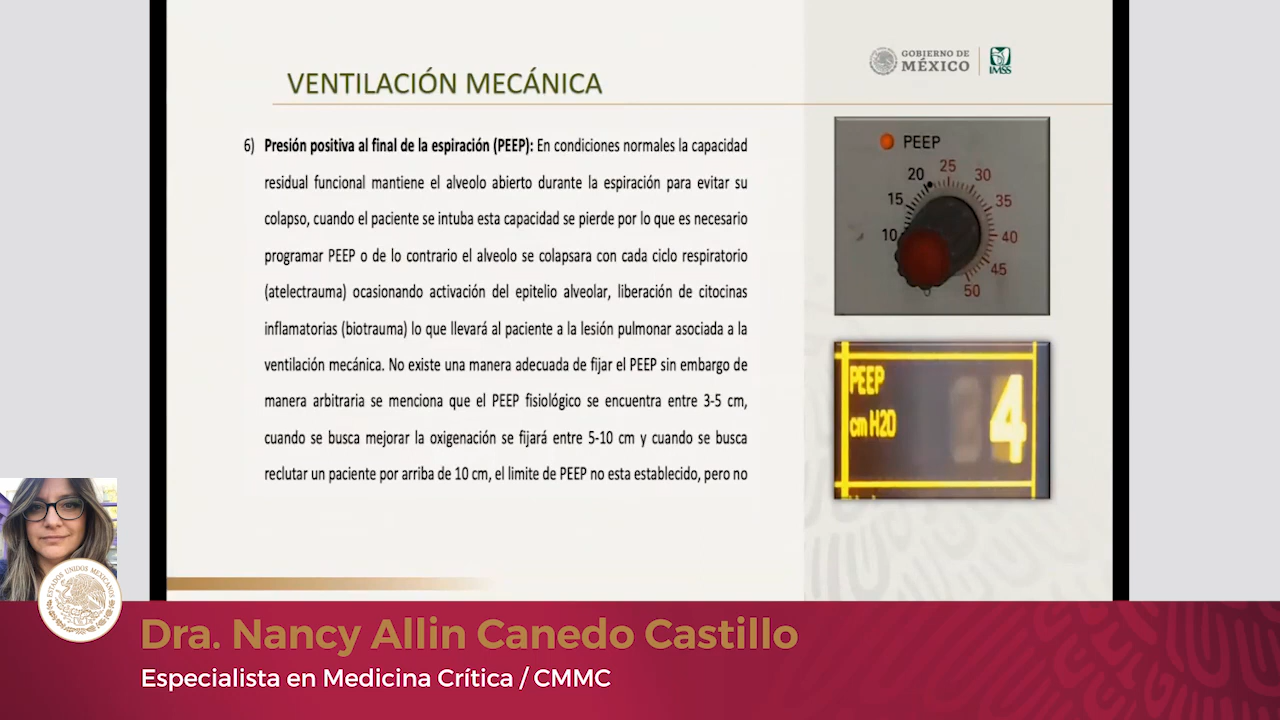 VENTILACIÓN MECÁNICA
GOBIERNO DE
MÉXICO
IMSS
6) Presión positiva al final de la espiración (PEEP): En condiciones normales la capacidad
residual funcional mantiene el alveolo abierto durante la espiración para evitar su
colapso, cuando el paciente se intuba esta capacidad se pierde por lo que es necesario
programar PEEP o de lo contrario el alveolo se colapsara con cada ciclo respiratorio
(atelectrauma) ocasionando activación del epitelio alveolar, liberación de citocinas
inflamatorias (biotrauma) lo que llevará al paciente a la lesión pulmonar asociada a la
ventilación mecánica. No existe una manera adecuada de fijar el PEEP sin embargo de
manera arbitraria se menciona que el PEEP fisiológico se encuentra entre 3-5 cm,
cuando se busca mejorar la oxigenación se fijará entre 5-10 cm y cuando se busca
reclutar un paciente por arriba de 10 cm, el limite de PEEP no esta establecido, pero no
PEEP
10
15
20
25
30
35
40
45
50
PEEP
cm H2O
4
ESTADOS UNIDOS MEXICANOS
Dra. Nancy Allin Canedo Castillo
Especialista en Medicina Crítica / CMMC